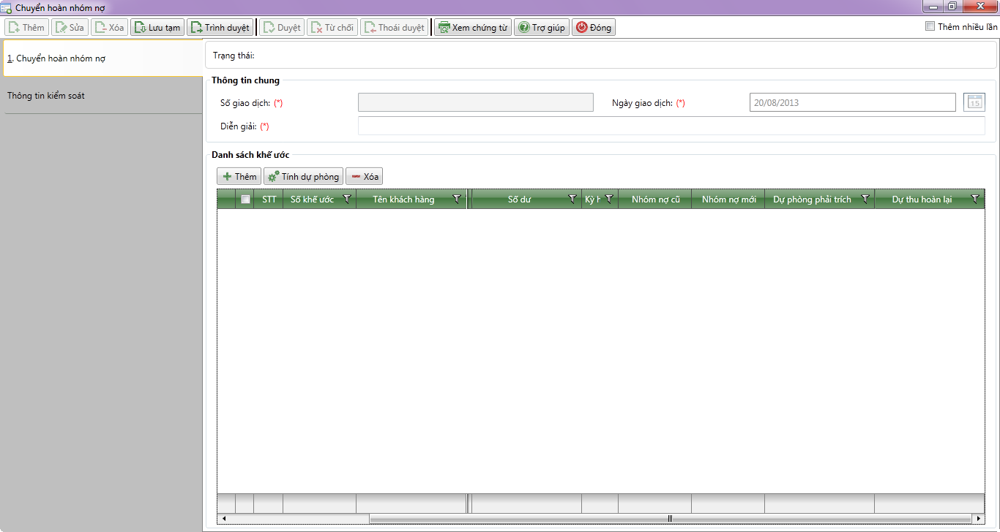 Chuyển hoàn nhóm nợ
Thêm Sửa Xóa Lưu tạm Trình duyệt Duyệt Từ chối Thoái duyệt Xem chứng từ Trợ giúp Đóng Thêm nhiều lần
1. Chuyển hoàn nhóm nợ
Thông tin kiểm soát
Trạng thái:
Thông tin chung
Số giao dịch: (*) Ngày giao dịch: (*) 20/08/2013 15
Diễn giải: (*)
Danh sách khế ước
Thêm Tính dự phòng Xóa
STT Số khế ước Tên khách hàng Số dư Kỳ h Nhóm nợ cũ Nhóm nợ mới Dự phòng phải trích Dự thu hoàn lại